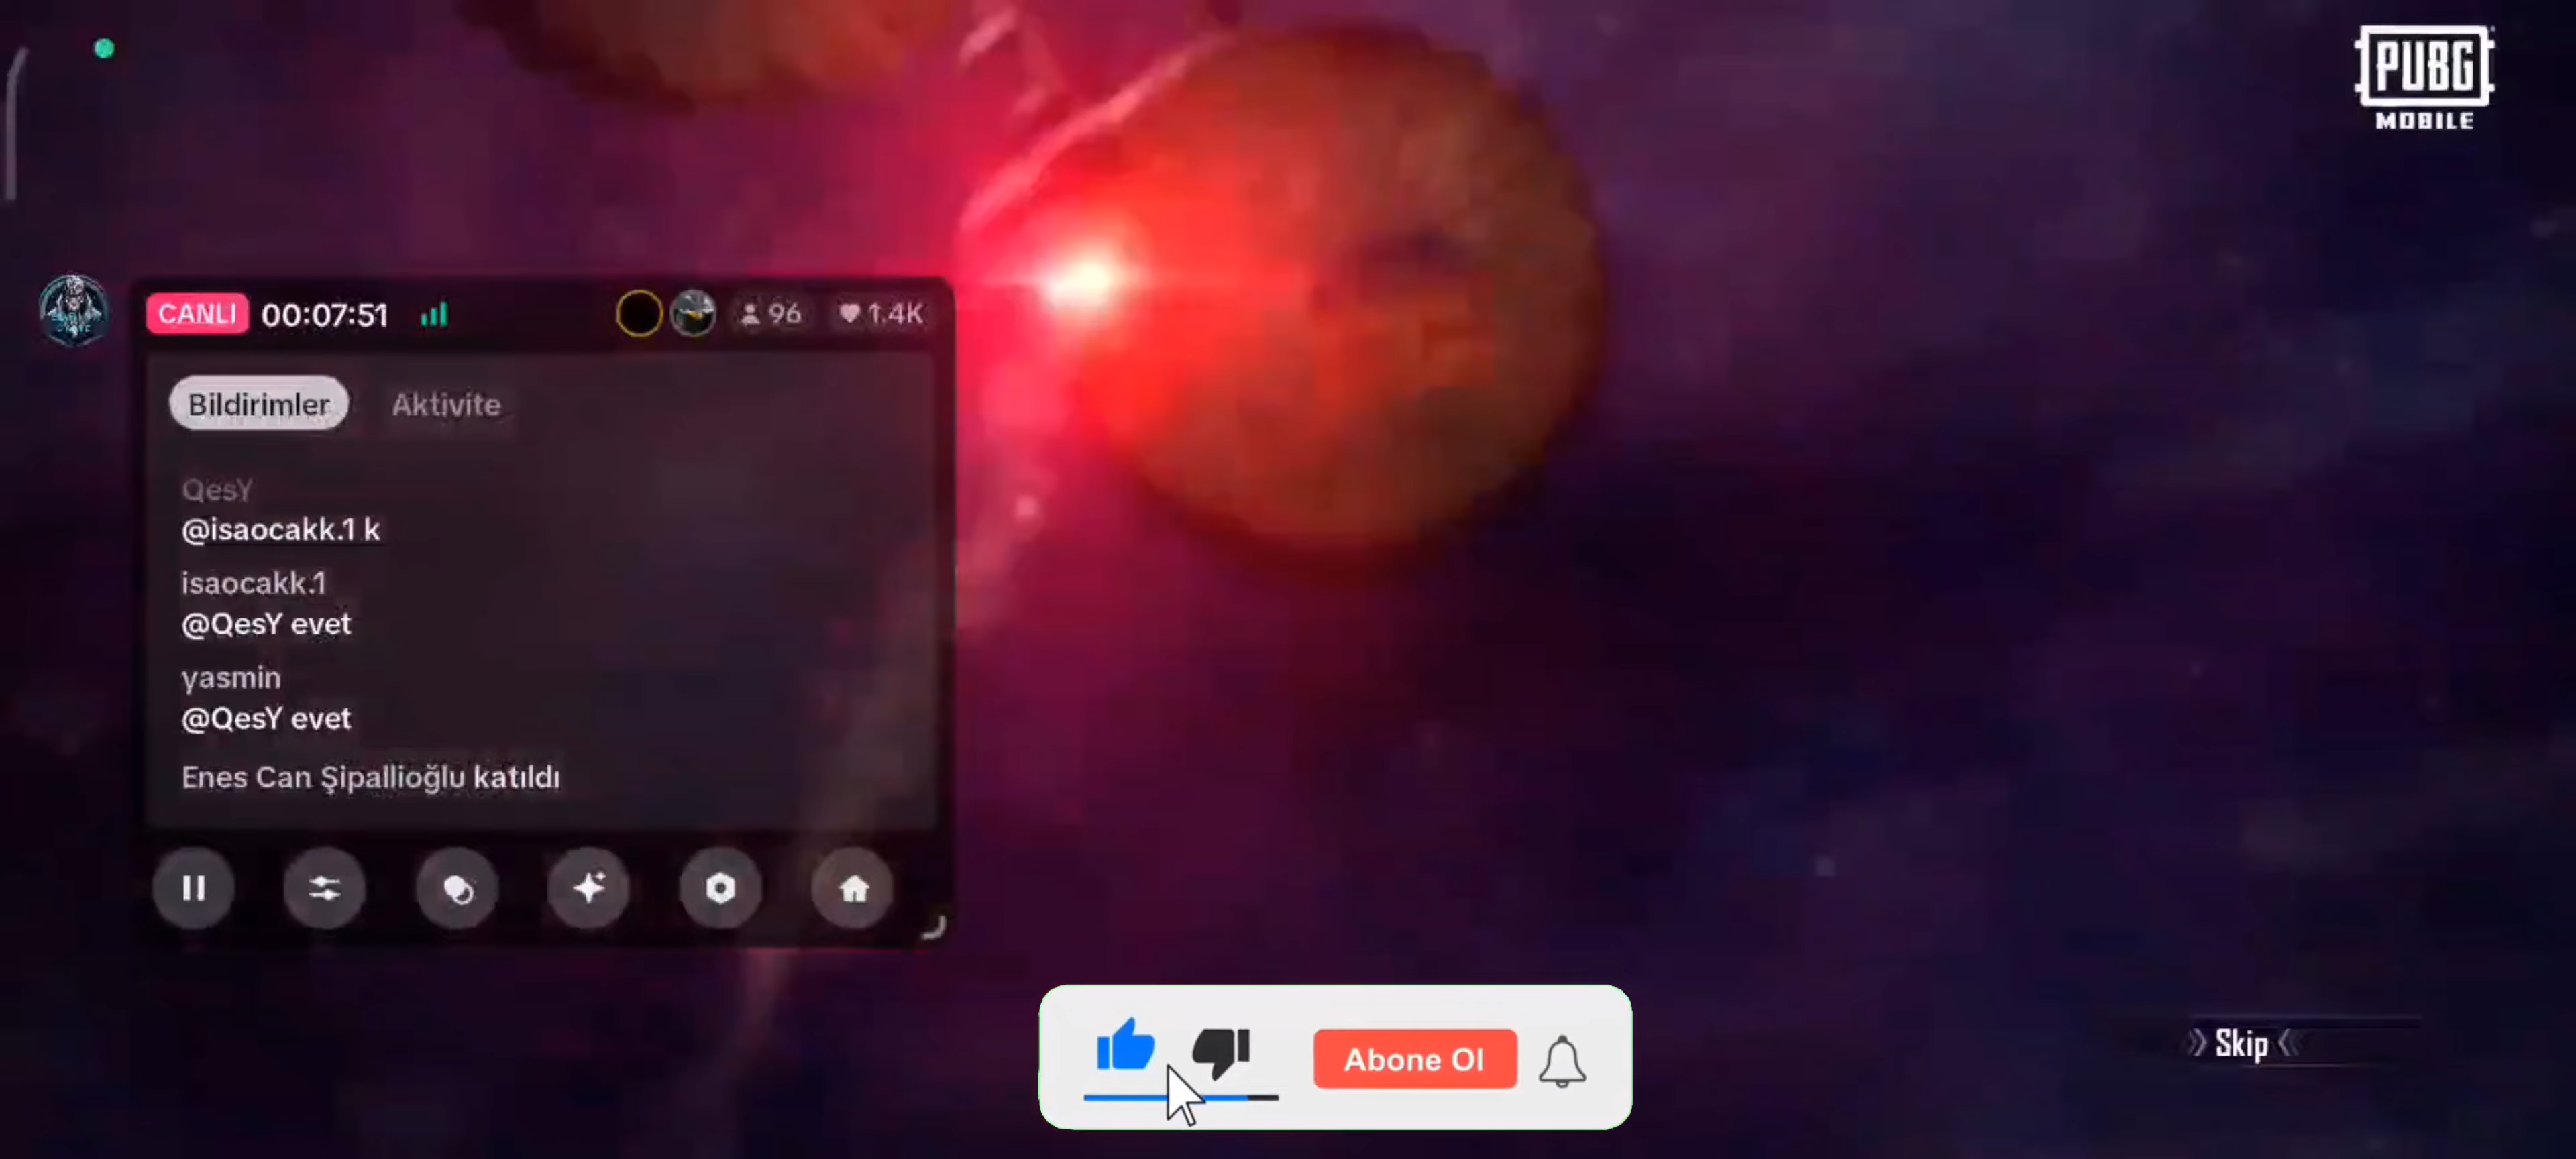 PUBG
MOBILE
CANLI 00:07:51 96 1.4K
Bildirimler Aktivite
QesY
@isaocakk.1 k
isaocakk.1
@QesY evet
yasmin
@QesY evet
Enes Can Şipallioğlu katıldı
Abone Ol
Skip